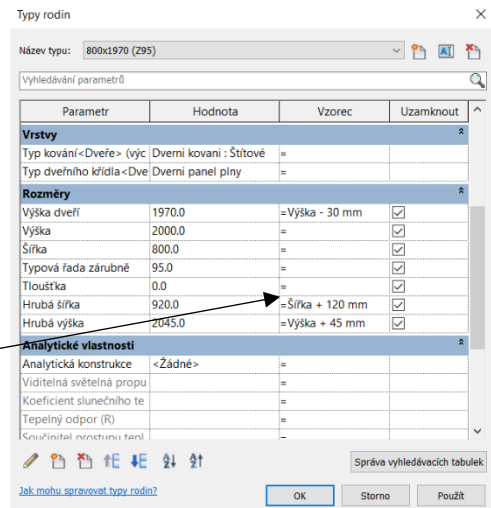 Typy rodin
Název typu: 800x1970 (Z95)
Vyhledávání parametrů
Parametr Hodnota Vzorec Uzamknout
Vrstvy
Typ kování<Dveře> (výc Dverni kovani : Štítové =
Typ dveřního křídla<Dve Dverni panel plny =
Rozměry
Výška dveří 1970.0 =Výška - 30 mm
Výška 2000.0 =
Šířka 800.0 =
Typová řada zárubně 95.0 =
Tloušťka 0.0 =
Hrubá šířka 920.0 =Šířka + 120 mm
Hrubá výška 2045.0 =Výška + 45 mm
Analytické vlastnosti
Analytická konstrukce <Žádné> =
Viditelná světelná propu =
Koeficient slunečního te =
Tepelný odpor (R) =
Součinitel prostupu tepl =
Správa vyhledávacích tabulek
Jak mohu spravovat typy rodin?
OK Storno Použít